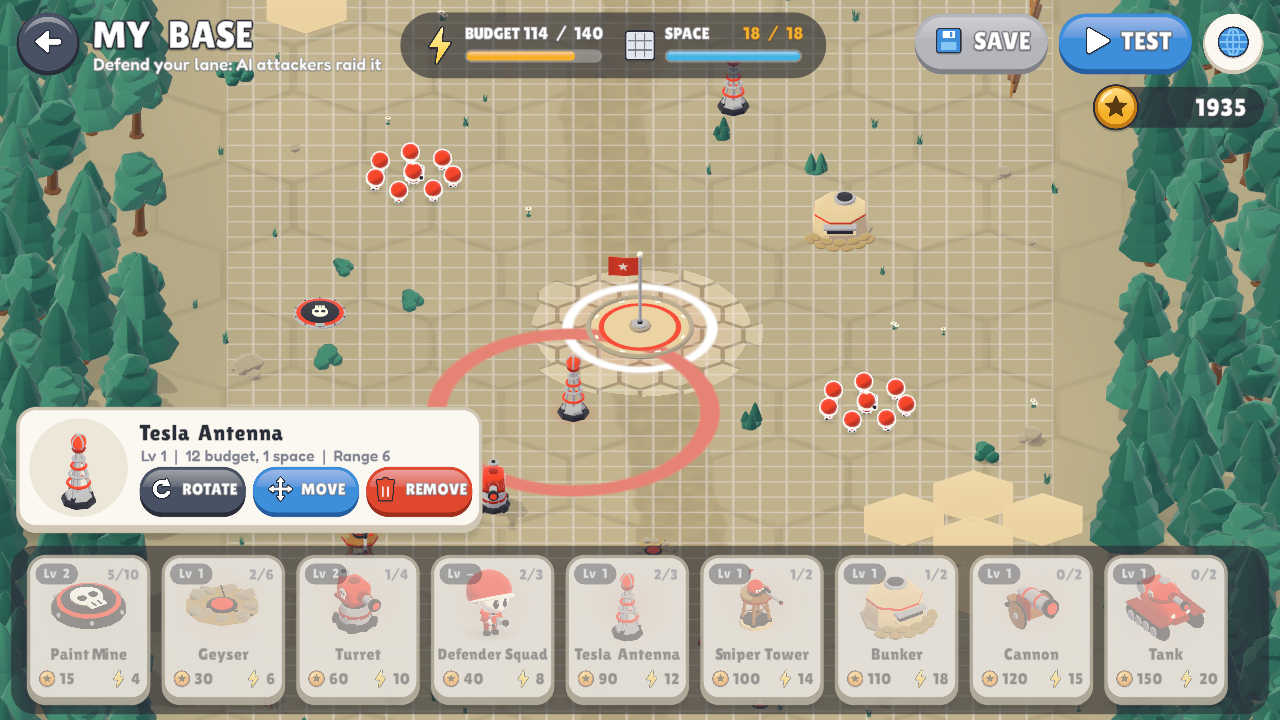 MY BASE
Defend your lane: AI attackers raid it
BUDGET 114 / 140
SPACE 18 / 18
SAVE
TEST
1935
Tesla Antenna
Lv 1 | 12 budget, 1 space | Range 6
ROTATE
MOVE
REMOVE
Lv 2 5/10
Paint Mine
15 4
Lv 1 2/6
Geyser
30 6
Lv 2 1/4
Turret
60 10
Lv - 2/3
Defender Squad
40 8
Lv 1 2/3
Tesla Antenna
90 12
Lv 1 1/2
Sniper Tower
100 14
Lv 1 1/2
Bunker
110 18
Lv 1 0/2
Cannon
120 15
Lv 1 0/2
Tank
150 20